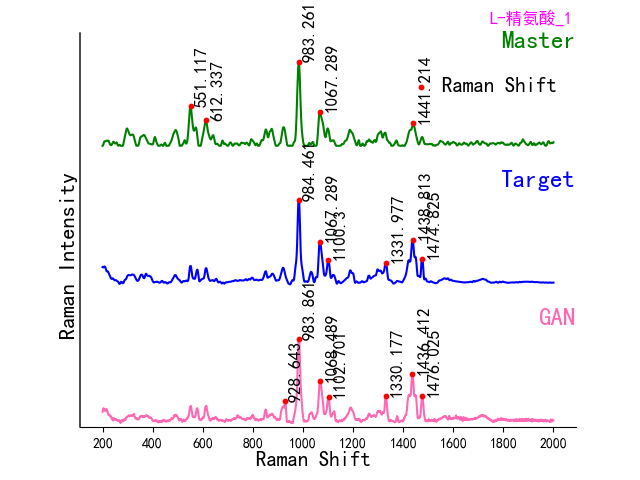 L-精氨酸_1
Master
Raman Shift
551.117
612.337
983.261
1067.289
1441.214
Target
984.461
1067.289
1100.3
1331.977
1438.813
1474.825
GAN
928.643
983.861
1068.489
1102.701
1330.177
1436.412
1476.025
Raman Intensity
200 400 600 800 1000 1200 1400 1600 1800 2000
Raman Shift